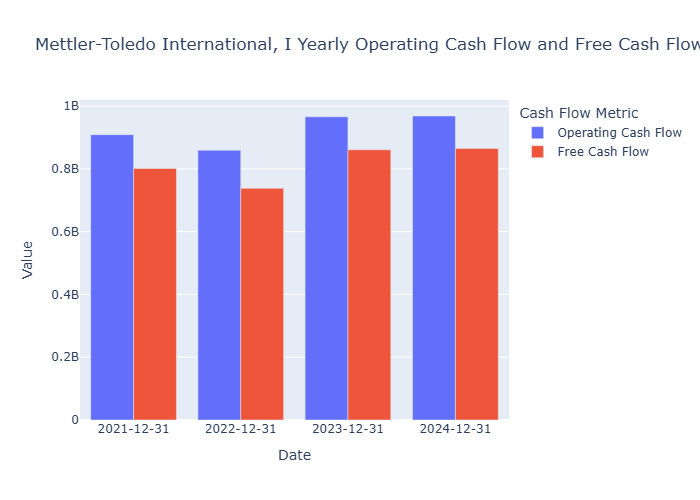 Mettler-Toledo International, I Yearly Operating Cash Flow and Free Cash Flow
1B
0.8B
0.6B
0.4B
0.2B
0
Value
2021-12-31
2022-12-31
2023-12-31
2024-12-31
Date
Cash Flow Metric
Operating Cash Flow
Free Cash Flow